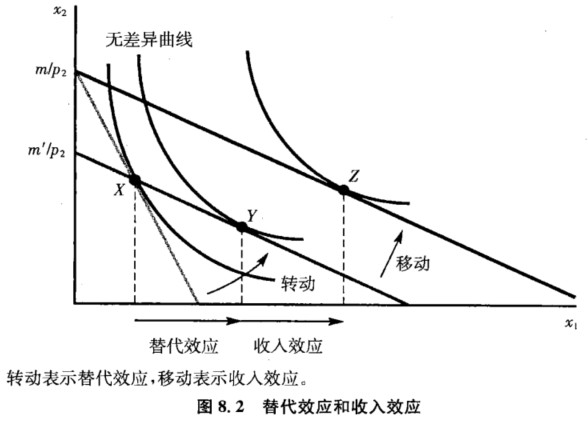 x₂
无差异曲线
m/p₂
m′/p₂
X
Y
Z
转动
移动
x₁
替代效应 收入效应
转动表示替代效应,移动表示收入效应。
图 8.2 替代效应和收入效应